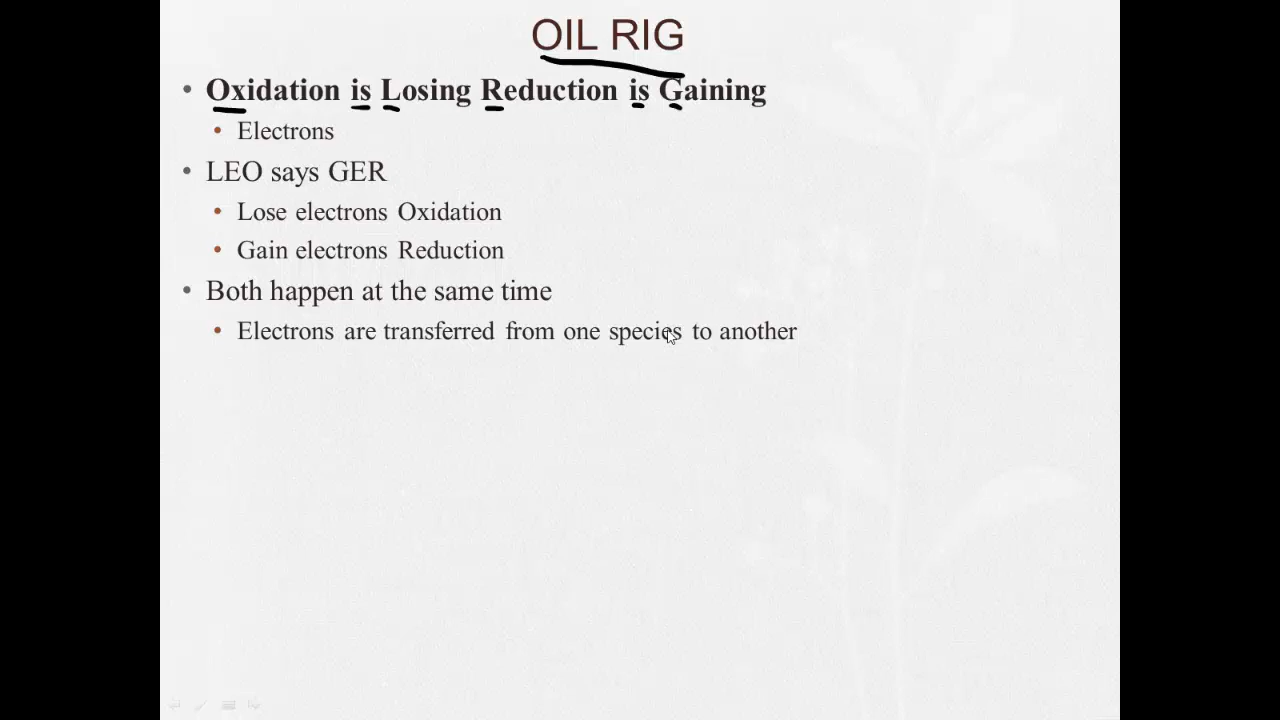 OIL RIG
Oxidation is Losing Reduction is Gaining
Electrons
LEO says GER
Lose electrons Oxidation
Gain electrons Reduction
Both happen at the same time
Electrons are transferred from one species to another